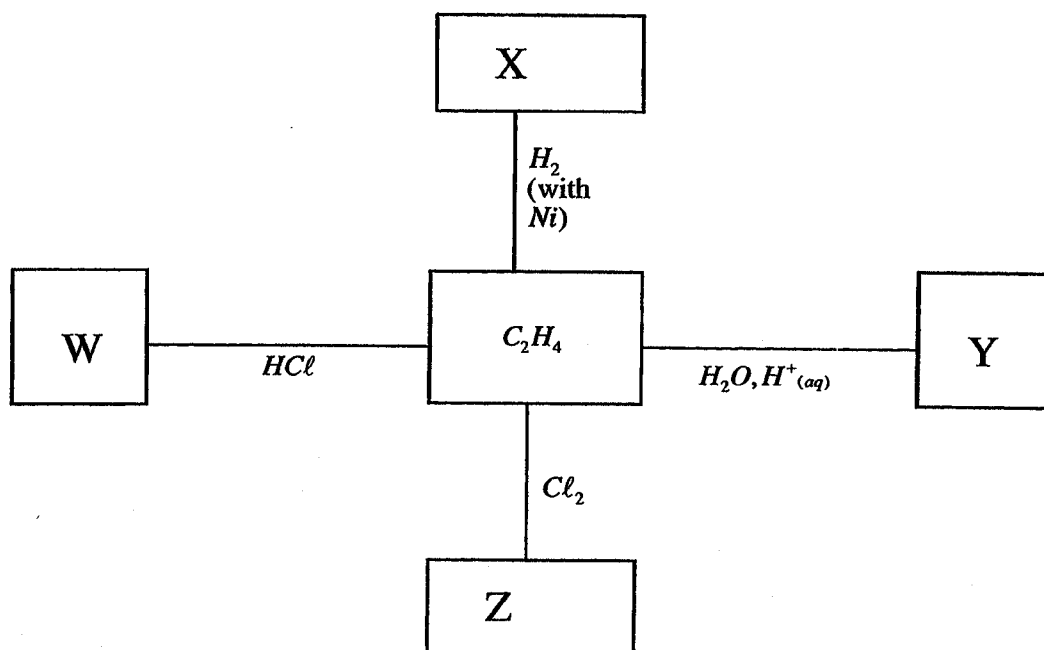 X
H₂
(with
Ni)
W
HCℓ
C₂H₄
H₂O, H⁺(aq)
Y
Cℓ₂
Z